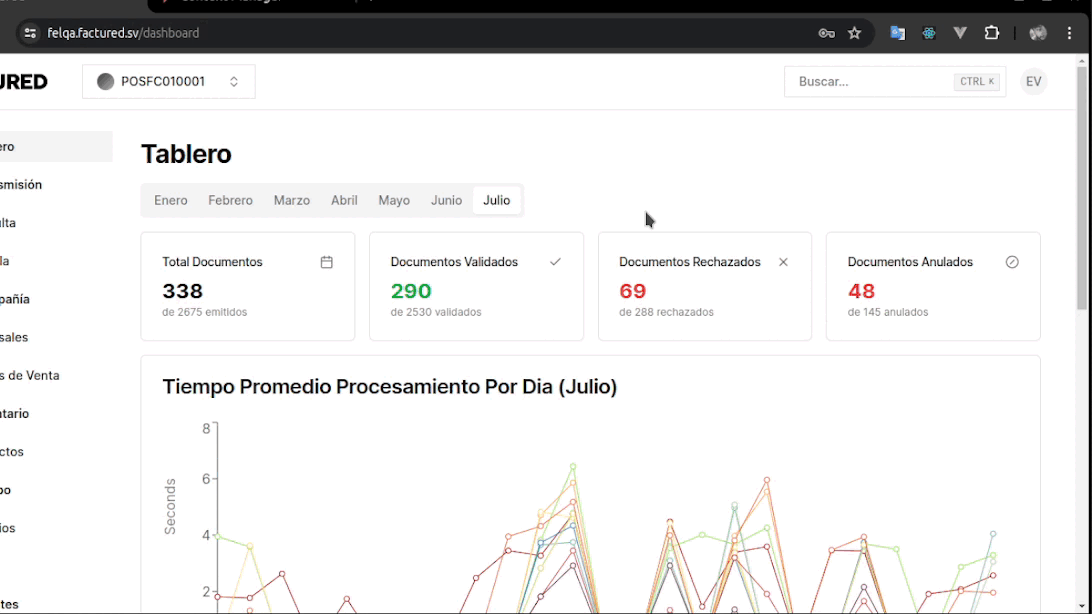 felqa.factured.sv/dashboard
URED
POSFC010001
Buscar...
CTRL K
EV
ero
smisión
ulta
la
pañía
sales
s de Venta
ntario
ctos
po
ios
tes
Tablero
Enero Febrero Marzo Abril Mayo Junio Julio
Total Documentos
338
de 2675 emitidos
Documentos Validados
290
de 2530 validados
Documentos Rechazados
69
de 288 rechazados
Documentos Anulados
48
de 145 anulados
Tiempo Promedio Procesamiento Por Dia (Julio)
Seconds
8
6
4
2